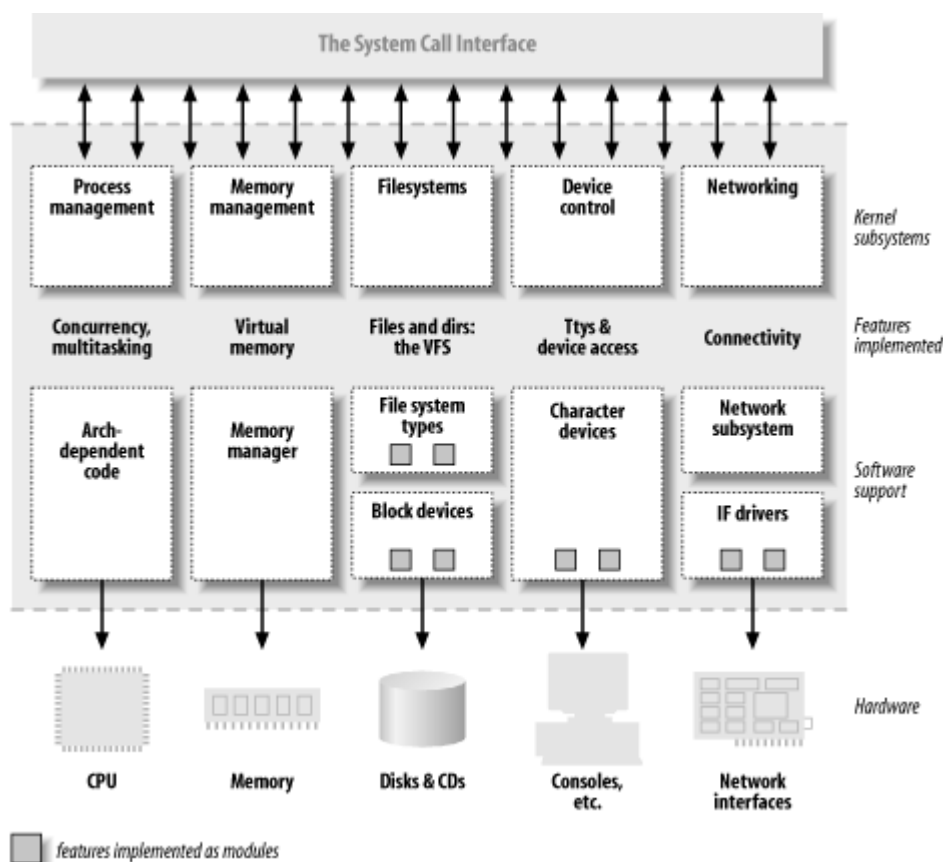 The System Call Interface
Process
management
Memory
management
Filesystems
Device
control
Networking
Kernel
subsystems
Concurrency,
multitasking
Virtual
memory
Files and dirs:
the VFS
Ttys &
device access
Connectivity
Features
implemented
Arch-
dependent
code
Memory
manager
File system
types
Block devices
Character
devices
Network
subsystem
IF drivers
Software
support
Hardware
CPU
Memory
Disks & CDs
Consoles,
etc.
Network
interfaces
features implemented as modules